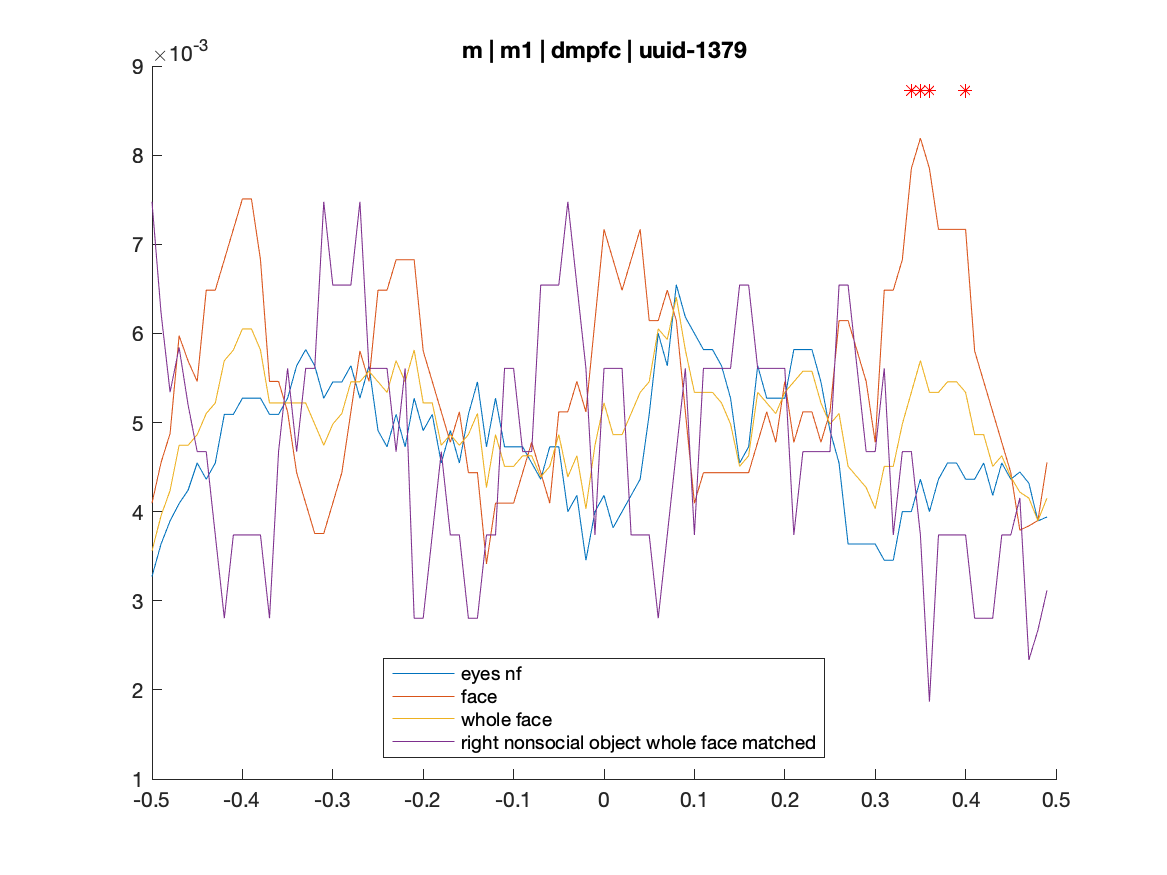 ×10-3
m | m1 | dmpfc | uuid-1379
9
8
7
6
5
4
3
2
1
eyes nf
face
whole face
right nonsocial object whole face matched
-0.5 -0.4 -0.3 -0.2 -0.1 0 0.1 0.2 0.3 0.4 0.5